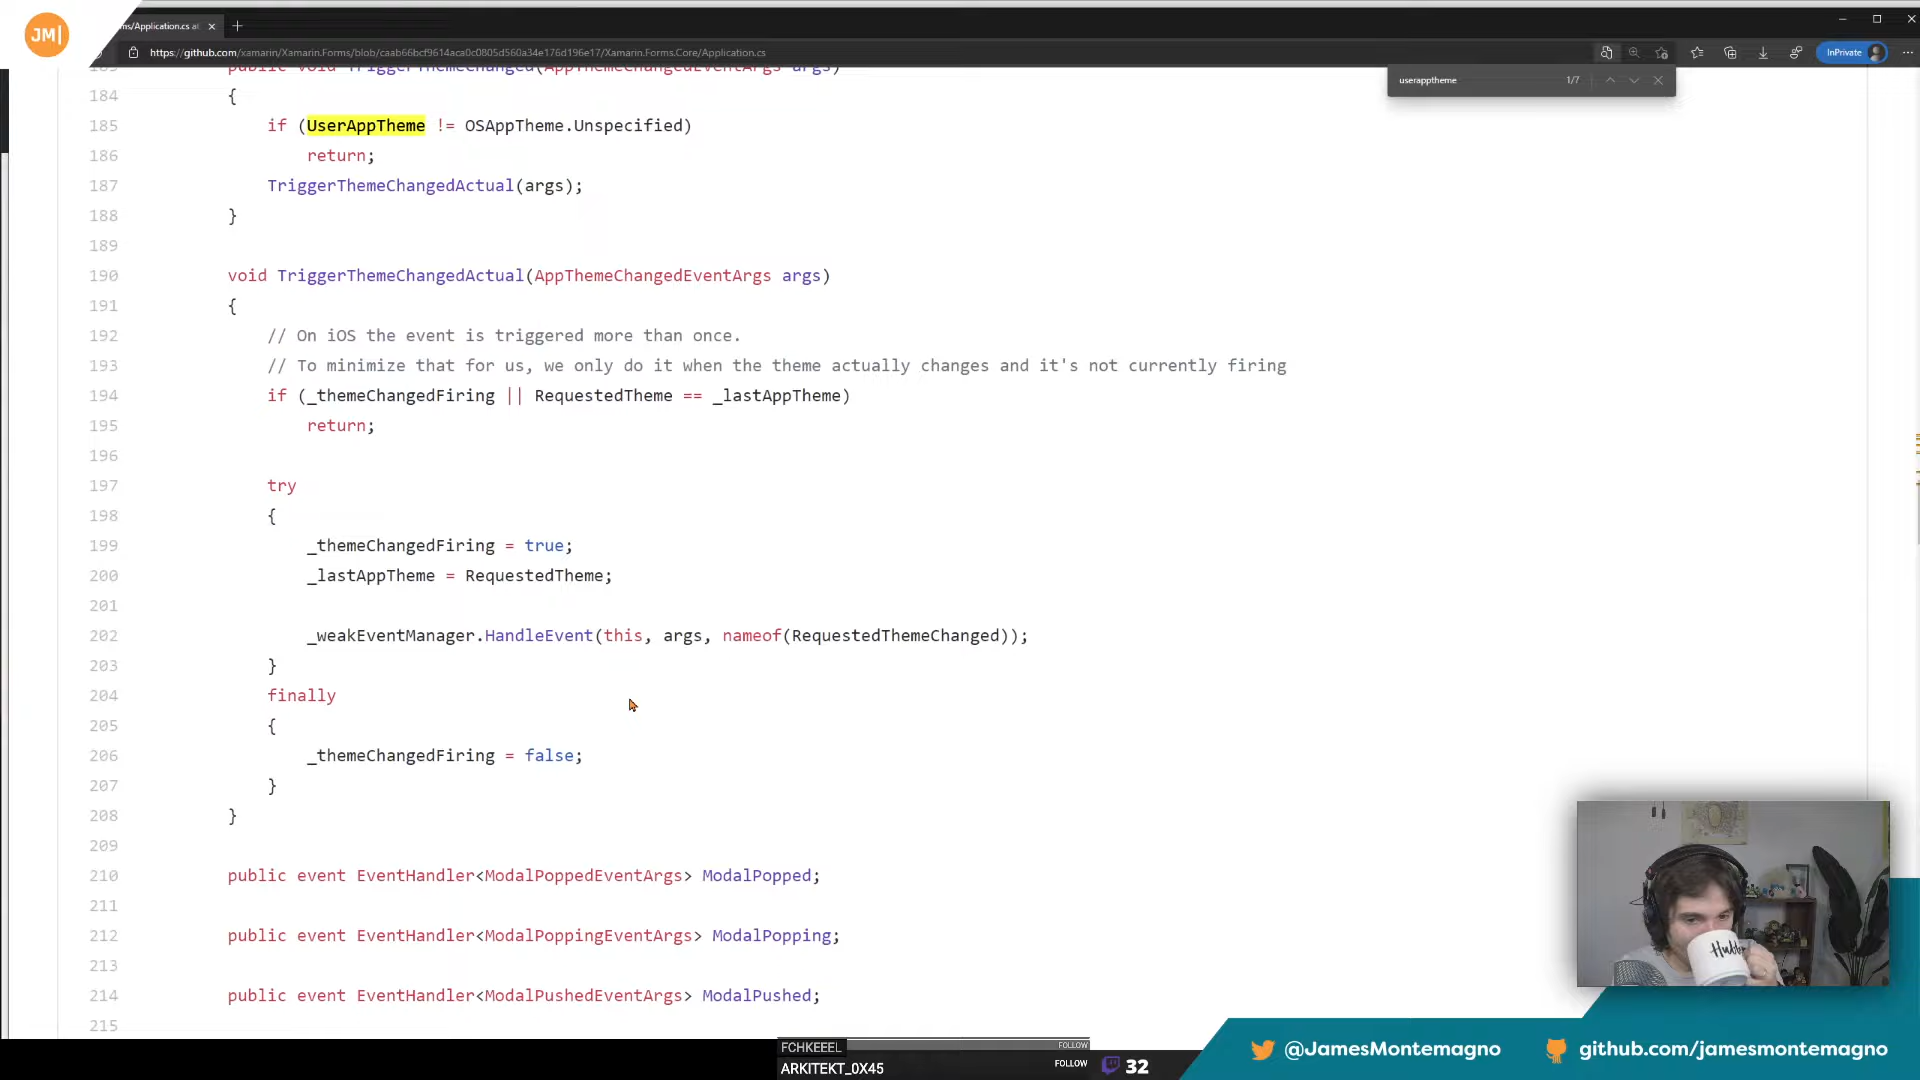 JM|
ms/Application.cs at
https://github.com/xamarin/Xamarin.Forms/blob/caab66bcf9614aca0c0805d560a34e176d196e17/Xamarin.Forms.Core/Application.cs
InPrivate
userapptheme 1/7
183 public void TriggerThemeChanged(AppThemeChangedEventArgs args)
184 {
185 if (UserAppTheme != OSAppTheme.Unspecified)
186 return;
187 TriggerThemeChangedActual(args);
188 }
189
190 void TriggerThemeChangedActual(AppThemeChangedEventArgs args)
191 {
192 // On iOS the event is triggered more than once.
193 // To minimize that for us, we only do it when the theme actually changes and it's not currently firing
194 if (_themeChangedFiring || RequestedTheme == _lastAppTheme)
195 return;
196
197 try
198 {
199 _themeChangedFiring = true;
200 _lastAppTheme = RequestedTheme;
201
202 _weakEventManager.HandleEvent(this, args, nameof(RequestedThemeChanged));
203 }
204 finally
205 {
206 _themeChangedFiring = false;
207 }
208 }
209
210 public event EventHandler<ModalPoppedEventArgs> ModalPopped;
211
212 public event EventHandler<ModalPoppingEventArgs> ModalPopping;
213
214 public event EventHandler<ModalPushedEventArgs> ModalPushed;
215
FCHKEEEL FOLLOW
ARKITEKT_0X45 FOLLOW
32
@JamesMontemagno
github.com/jamesmontemagno